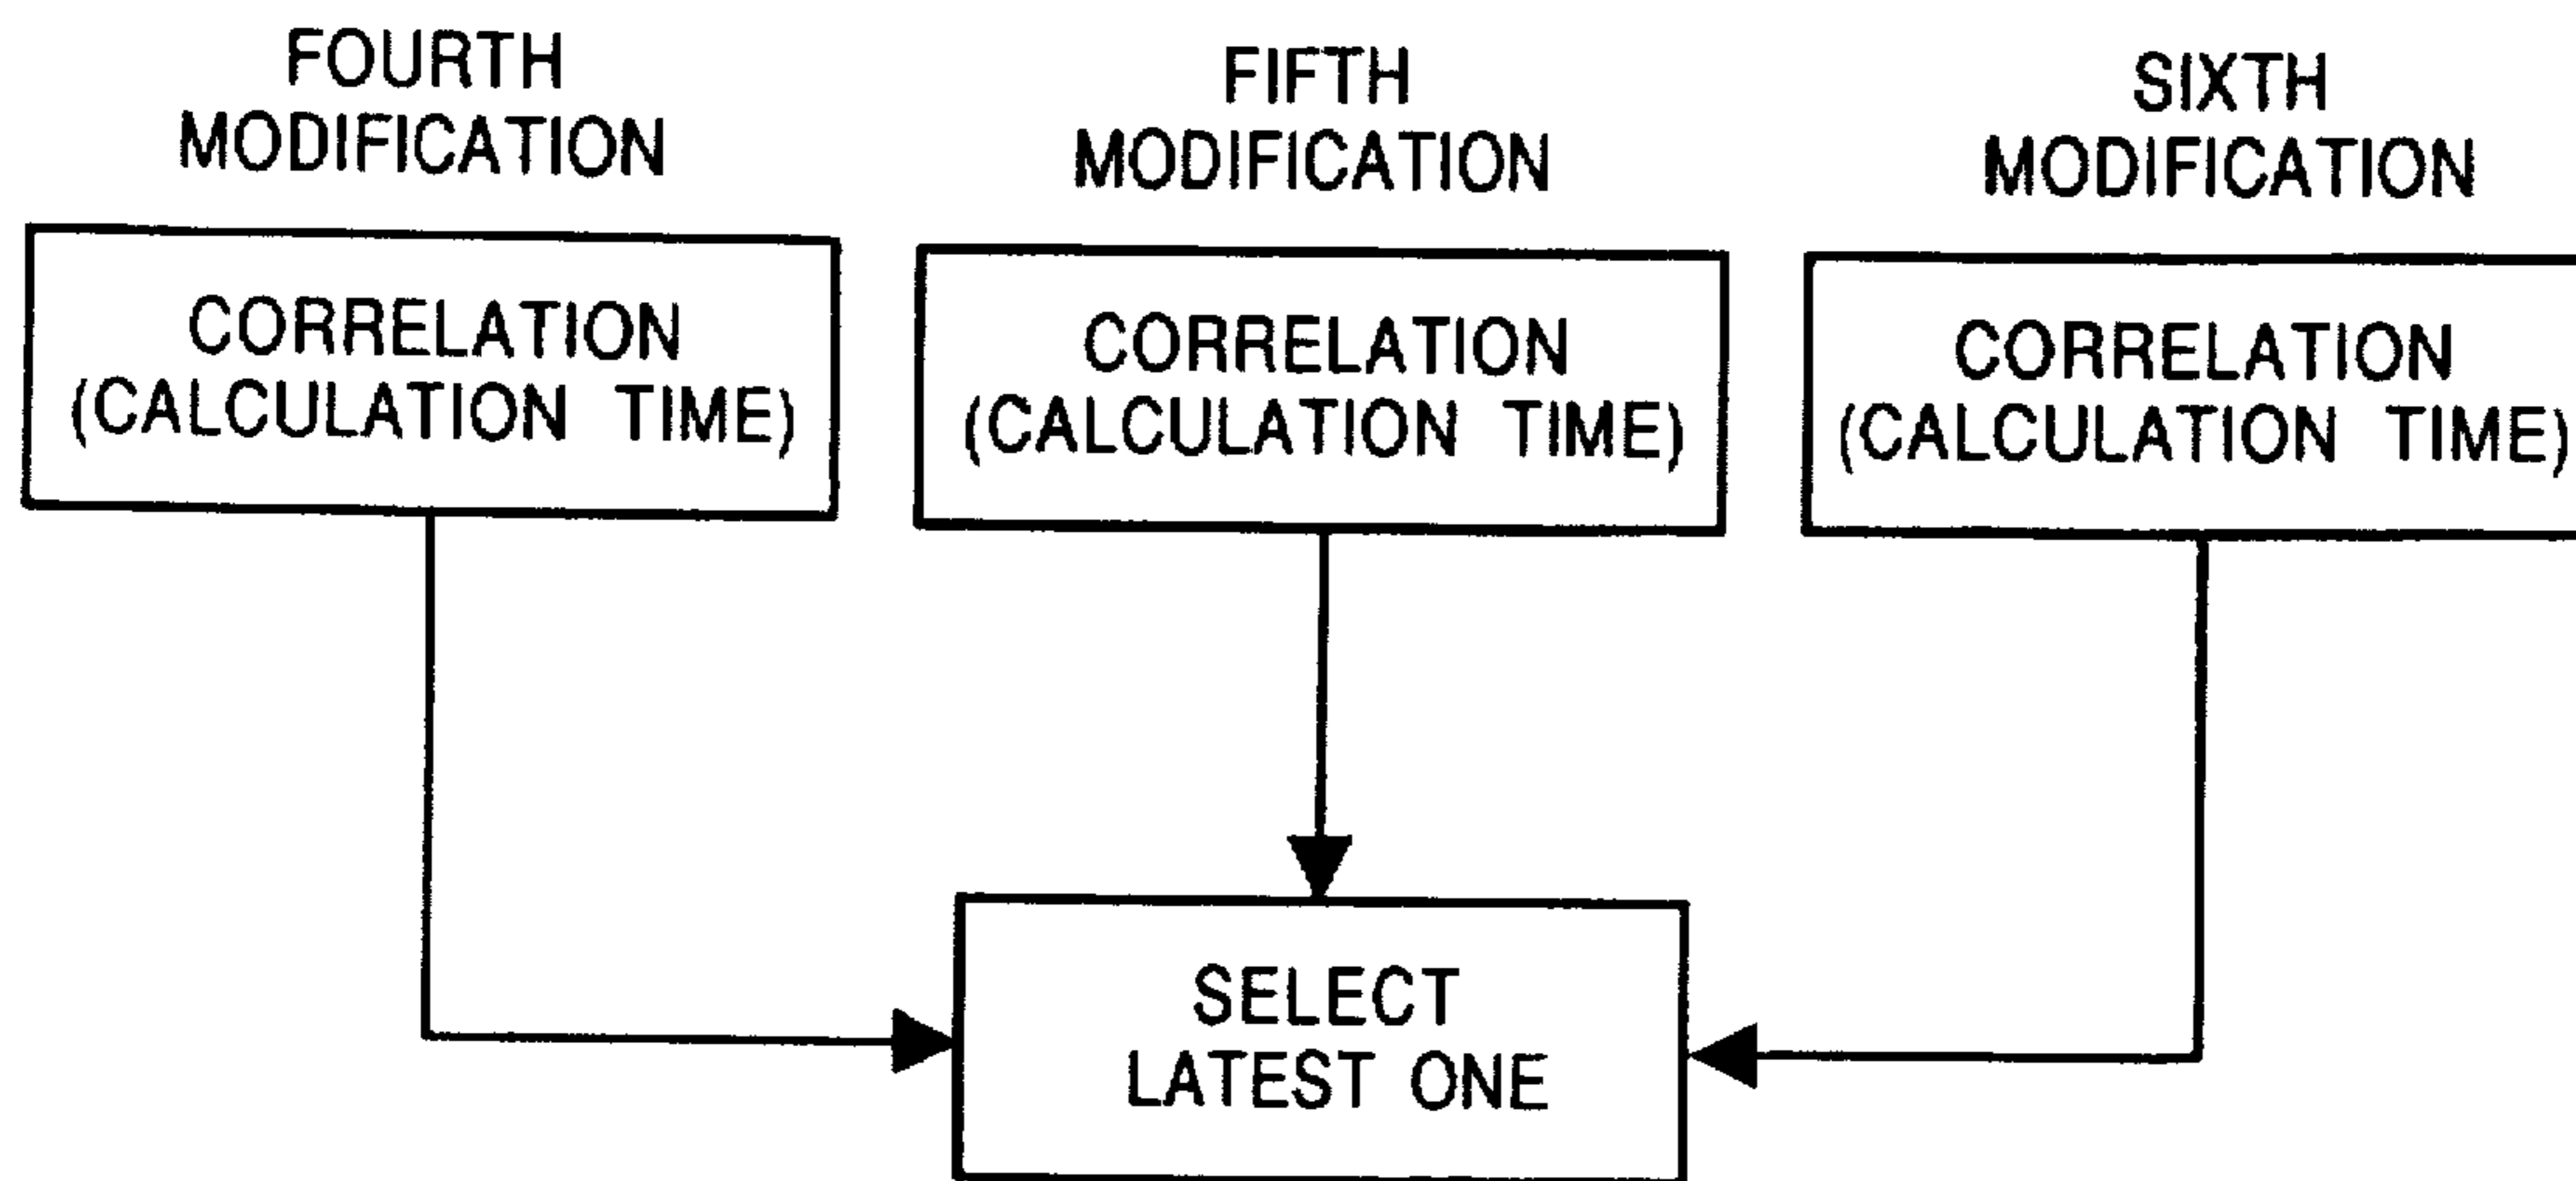 FOURTH
MODIFICATION
FIFTH
MODIFICATION
SIXTH
MODIFICATION
CORRELATION
(CALCULATION TIME)
CORRELATION
(CALCULATION TIME)
CORRELATION
(CALCULATION TIME)
SELECT
LATEST ONE